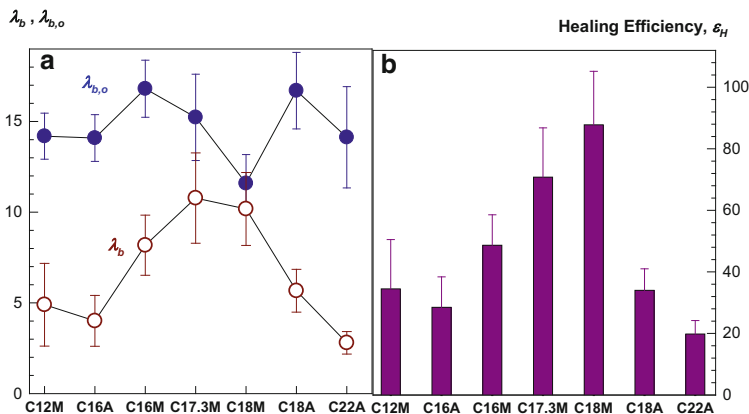 λb , λb,o
Healing Efficiency, εH
a
b
λb,o
λb
15
10
5
0
100
80
60
40
20
0
C12M C16A C16M C17.3M C18M C18A C22A
C12M C16A C16M C17.3M C18M C18A C22A